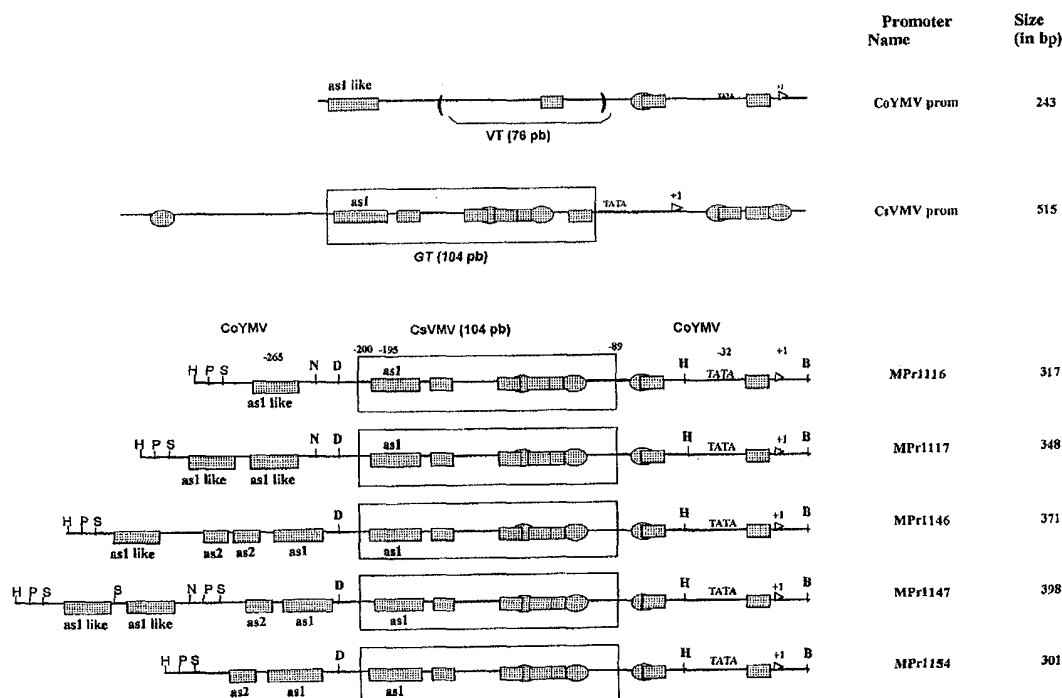 Promoter Name
Size (in bp)
as1 like
TATA
+1
CoYMV prom
243
VT (76 pb)
as1
TATA
+1
CsVMV prom
515
GT (104 pb)
CoYMV
CsVMV (104 pb)
CoYMV
-265
-200 -195
-89
-32
+1
H P S
N D
as1
H
TATA
B
MPr1116
317
as1 like
H P S
N D
as1
H
TATA
+1
B
MPr1117
348
as1 like
as1 like
H P S
D
H
TATA
+1
B
MPr1146
371
as1 like
as2
as2
as1
as1
H P S
S
N P S
D
H
TATA
+1
B
MPr1147
398
as1 like
as1 like
as2
as1
as1
H P S
D
H
TATA
+1
B
MPr1154
301
as2
as1
as1